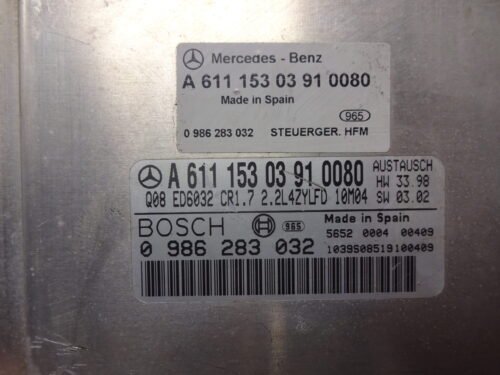 Mercedes - Benz
A 611 153 03 91 0080
Made in Spain
965
0 986 283 032 STEUERGER. HFM
A 611 153 03 91 0080 AUSTAUSCH
HW 33.98
Q08 ED6032 CR1.7 2.2L4ZYLFD 10M04 SW 03.02
BOSCH 965 Made in Spain
5652 0004 00409
0 986 283 032 1039S08519100409